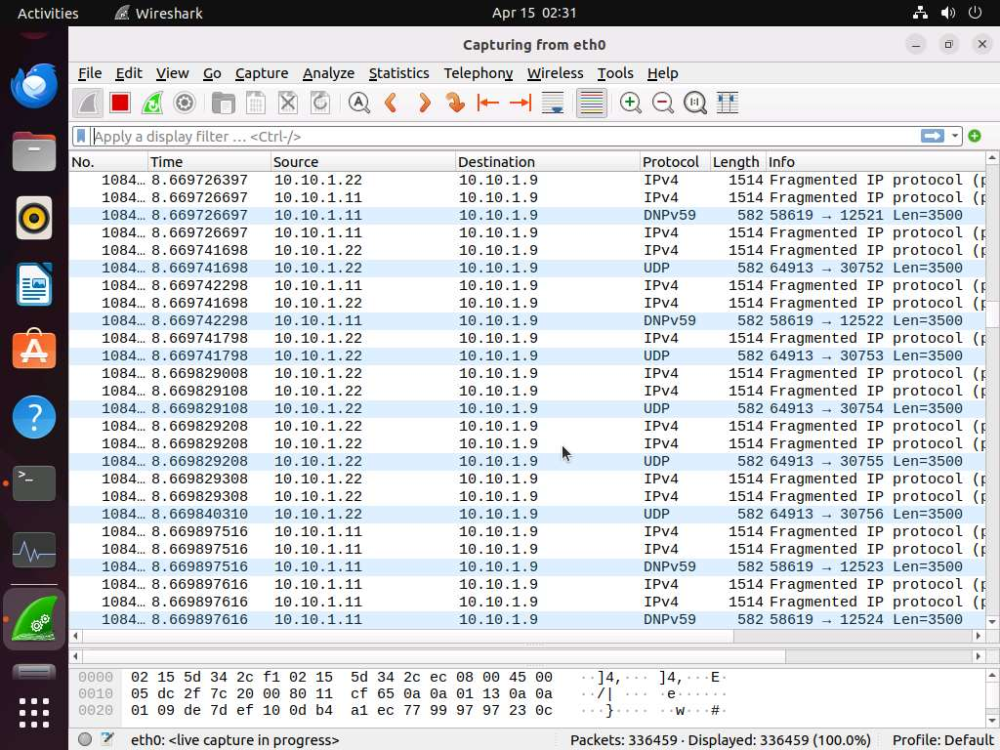 Activities Wireshark Apr 15 02:31
Capturing from eth0
File Edit View Go Capture Analyze Statistics Telephony Wireless Tools Help
Apply a display filter … <Ctrl-/>
No. Time Source Destination Protocol Length Info
1084… 8.669726397 10.10.1.22 10.10.1.9 IPv4 1514 Fragmented IP protocol (p
1084… 8.669726697 10.10.1.11 10.10.1.9 IPv4 1514 Fragmented IP protocol (p
1084… 8.669726697 10.10.1.11 10.10.1.9 DNPv59 582 58619 → 12521 Len=3500
1084… 8.669726697 10.10.1.11 10.10.1.9 IPv4 1514 Fragmented IP protocol (p
1084… 8.669741698 10.10.1.22 10.10.1.9 IPv4 1514 Fragmented IP protocol (p
1084… 8.669741698 10.10.1.22 10.10.1.9 UDP 582 64913 → 30752 Len=3500
1084… 8.669742298 10.10.1.11 10.10.1.9 IPv4 1514 Fragmented IP protocol (p
1084… 8.669741698 10.10.1.22 10.10.1.9 IPv4 1514 Fragmented IP protocol (p
1084… 8.669742298 10.10.1.11 10.10.1.9 DNPv59 582 58619 → 12522 Len=3500
1084… 8.669741798 10.10.1.22 10.10.1.9 IPv4 1514 Fragmented IP protocol (p
1084… 8.669741798 10.10.1.22 10.10.1.9 UDP 582 64913 → 30753 Len=3500
1084… 8.669829008 10.10.1.22 10.10.1.9 IPv4 1514 Fragmented IP protocol (p
1084… 8.669829108 10.10.1.22 10.10.1.9 IPv4 1514 Fragmented IP protocol (p
1084… 8.669829108 10.10.1.22 10.10.1.9 UDP 582 64913 → 30754 Len=3500
1084… 8.669829208 10.10.1.22 10.10.1.9 IPv4 1514 Fragmented IP protocol (p
1084… 8.669829208 10.10.1.22 10.10.1.9 IPv4 1514 Fragmented IP protocol (p
1084… 8.669829208 10.10.1.22 10.10.1.9 UDP 582 64913 → 30755 Len=3500
1084… 8.669829308 10.10.1.22 10.10.1.9 IPv4 1514 Fragmented IP protocol (p
1084… 8.669829308 10.10.1.22 10.10.1.9 IPv4 1514 Fragmented IP protocol (p
1084… 8.669840310 10.10.1.22 10.10.1.9 UDP 582 64913 → 30756 Len=3500
1084… 8.669897516 10.10.1.11 10.10.1.9 IPv4 1514 Fragmented IP protocol (p
1084… 8.669897516 10.10.1.11 10.10.1.9 IPv4 1514 Fragmented IP protocol (p
1084… 8.669897516 10.10.1.11 10.10.1.9 DNPv59 582 58619 → 12523 Len=3500
1084… 8.669897616 10.10.1.11 10.10.1.9 IPv4 1514 Fragmented IP protocol (p
1084… 8.669897616 10.10.1.11 10.10.1.9 IPv4 1514 Fragmented IP protocol (p
1084… 8.669897616 10.10.1.11 10.10.1.9 DNPv59 582 58619 → 12524 Len=3500
0000 02 15 5d 34 2c f1 02 15 5d 34 2c ec 08 00 45 00 ··]4,··· ]4,···E·
0010 05 dc 2f 7c 20 00 80 11 cf 65 0a 0a 01 13 0a 0a ··/| ··· ·e······
0020 01 09 de 7d ef 10 0d b4 a1 ec 77 99 97 97 23 0c ···}···· ··w···#·
eth0: <live capture in progress> Packets: 336459 · Displayed: 336459 (100.0%) Profile: Default